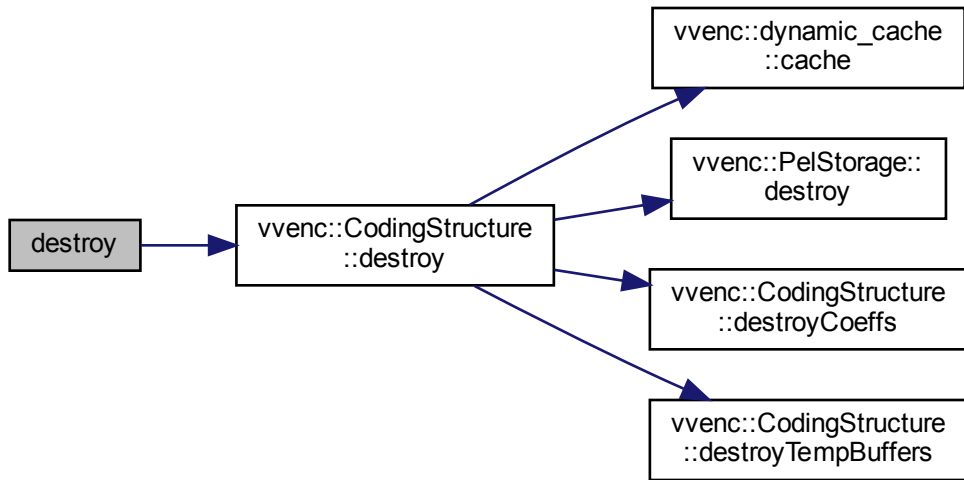 destroy
vvenc::CodingStructure
::destroy
vvenc::dynamic_cache
::cache
vvenc::PelStorage::
destroy
vvenc::CodingStructure
::destroyCoeffs
vvenc::CodingStructure
::destroyTempBuffers